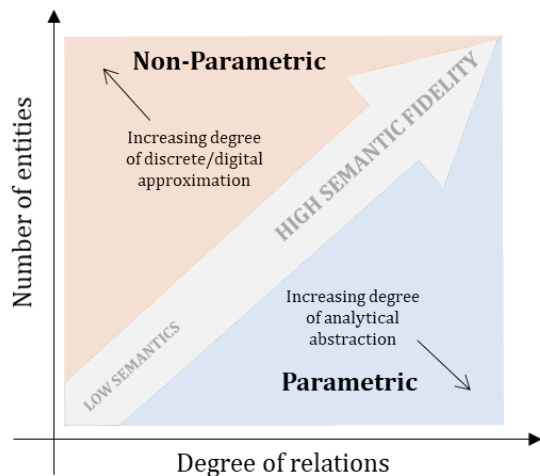 Non-Parametric
Increasing degree
of discrete/digital
approximation
HIGH SEMANTIC FIDELITY
Number of entities
Increasing degree
of analytical
abstraction
LOW SEMANTICS
Parametric
Degree of relations